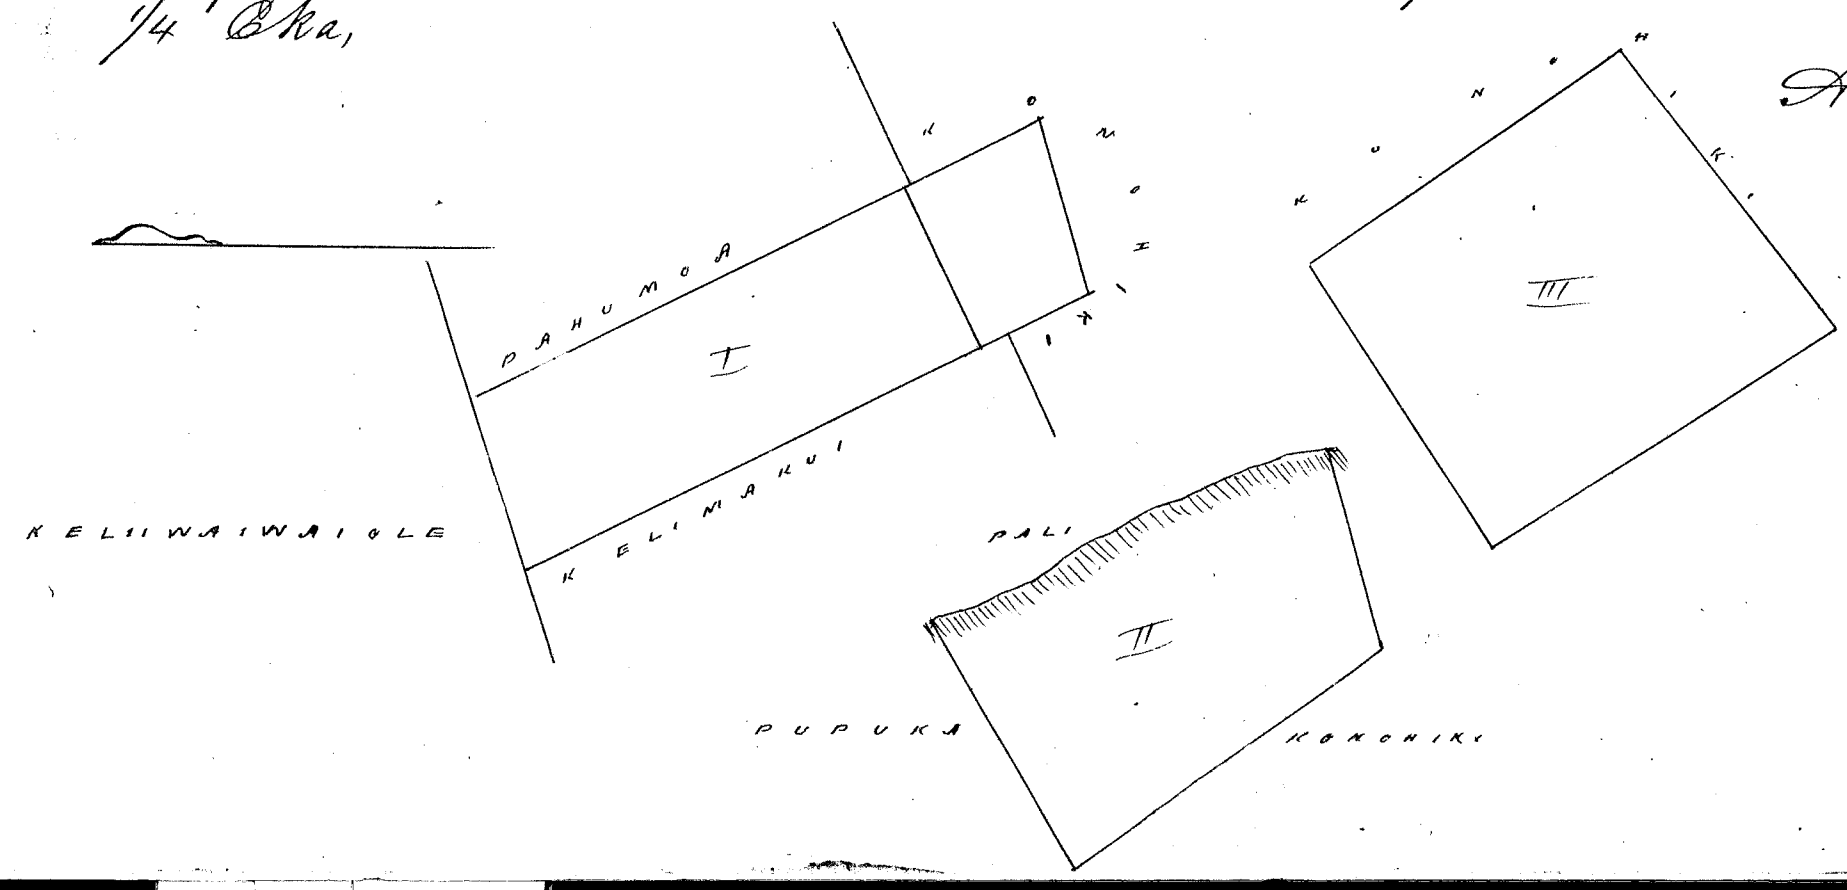 1/4 Eka,
KONOHIKI
KONOHIKI
PAHUMOA
I
III
KELIIMAKUI
KELIIWAIWAIOLE
PALI
II
PUPUKA
KONOHIKI